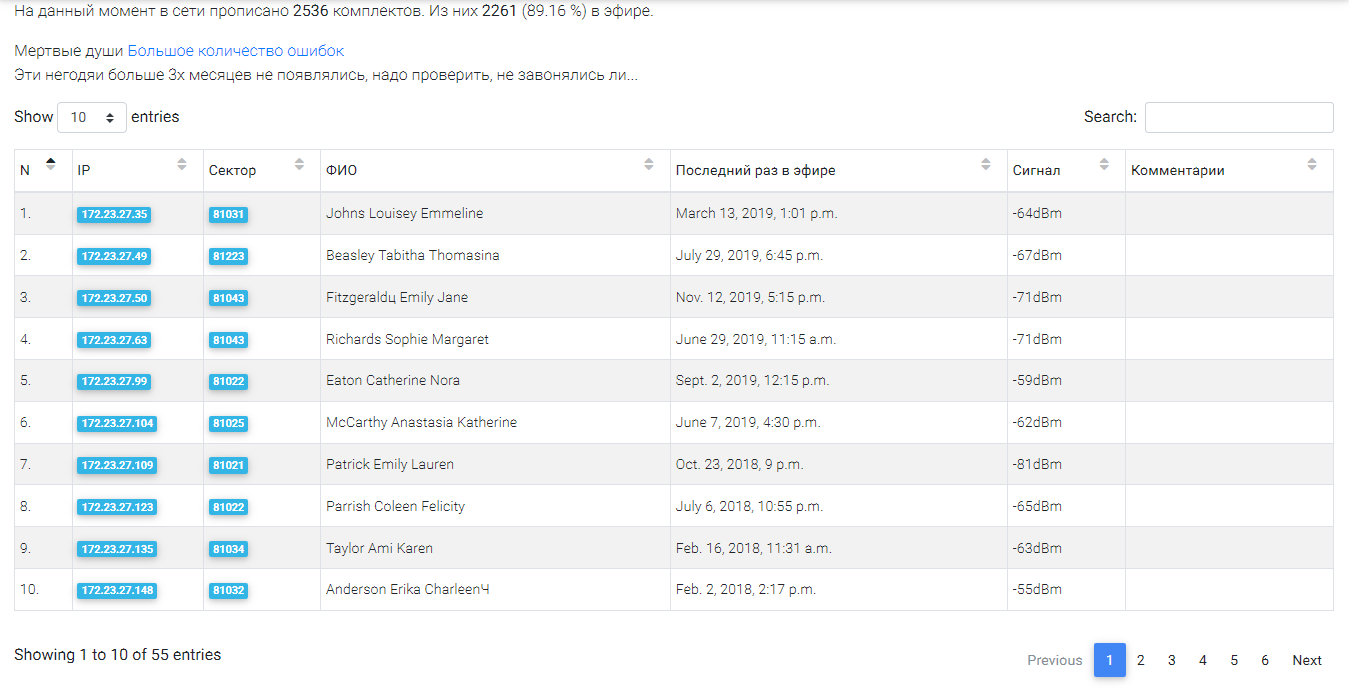 На данный момент в сети прописано 2536 комплектов. Из них 2261 (89.16 %) в эфире.
Мертвые души Большое количество ошибок
Эти негодяи больше 3х месяцев не появлялись, надо проверить, не завонялись ли...
Show 10 entries Search:
N IP Сектор ФИО Последний раз в эфире Сигнал Комментарии
1. 172.23.27.35 81031 Johns Louisey Emmeline March 13, 2019, 1:01 p.m. -64dBm
2. 172.23.27.49 81223 Beasley Tabitha Thomasina July 29, 2019, 6:45 p.m. -67dBm
3. 172.23.27.50 81043 Fitzgeraldц Emily Jane Nov. 12, 2019, 5:15 p.m. -71dBm
4. 172.23.27.63 81043 Richards Sophie Margaret June 29, 2019, 11:15 a.m. -71dBm
5. 172.23.27.99 81022 Eaton Catherine Nora Sept. 2, 2019, 12:15 p.m. -59dBm
6. 172.23.27.104 81025 McCarthy Anastasia Katherine June 7, 2019, 4:30 p.m. -62dBm
7. 172.23.27.109 81021 Patrick Emily Lauren Oct. 23, 2018, 9 p.m. -81dBm
8. 172.23.27.123 81022 Parrish Coleen Felicity July 6, 2018, 10:55 p.m. -65dBm
9. 172.23.27.135 81034 Taylor Ami Karen Feb. 16, 2018, 11:31 a.m. -63dBm
10. 172.23.27.148 81032 Anderson Erika CharleenЧ Feb. 2, 2018, 2:17 p.m. -55dBm
Showing 1 to 10 of 55 entries Previous 1 2 3 4 5 6 Next